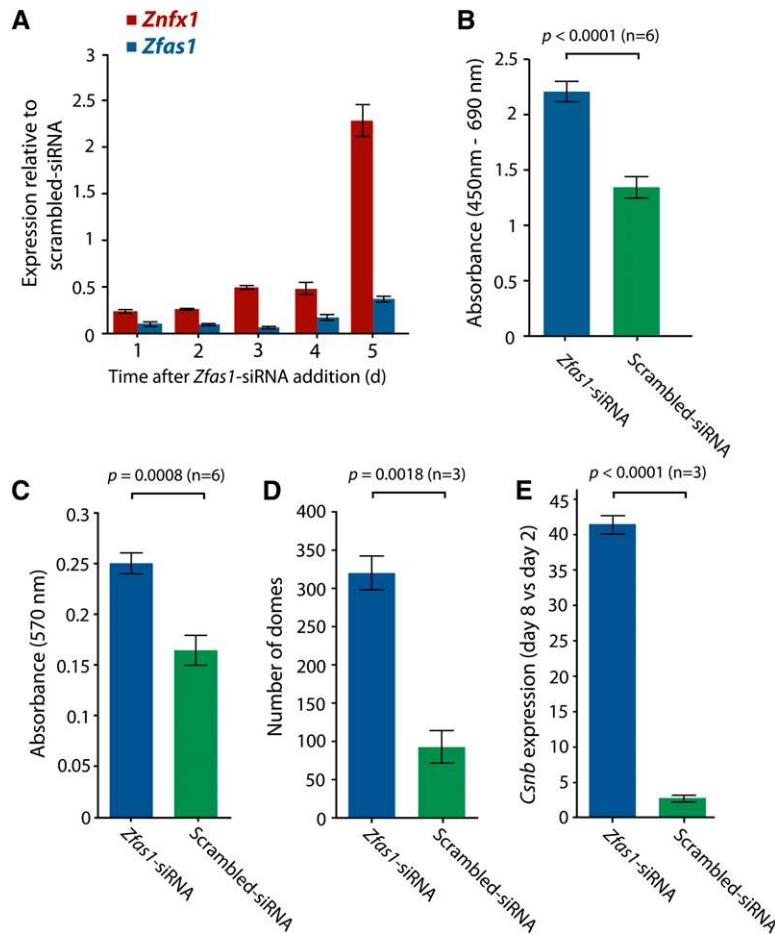 A
Znfx1
Zfas1
Expression relative to
scrambled-siRNA
3
2.5
2
1.5
1
0.5
0
1 2 3 4 5
Time after Zfas1-siRNA addition (d)
B
p < 0.0001 (n=6)
Absorbance (450nm - 690 nm)
2.5
2
1.5
1
0.5
0
Zfas1-siRNA
Scrambled-siRNA
C
p = 0.0008 (n=6)
Absorbance (570 nm)
0.3
0.25
0.2
0.15
0.1
0.05
0
Zfas1-siRNA
Scrambled-siRNA
D
p = 0.0018 (n=3)
Number of domes
400
350
300
250
200
150
100
50
0
Zfas1-siRNA
Scrambled-siRNA
E
p < 0.0001 (n=3)
Csnb expression (day 8 vs day 2)
45
40
35
30
25
20
15
10
5
0
Zfas1-siRNA
Scrambled-siRNA